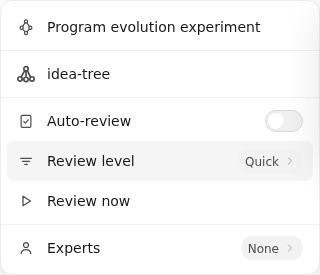 Program evolution experiment
idea-tree
Auto-review
Review level Quick
Review now
Experts None